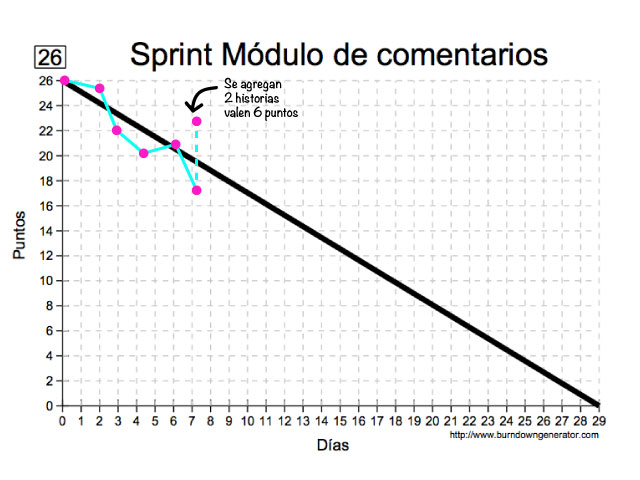 26
Sprint Módulo de comentarios
Se agregan
2 historias
valen 6 puntos
Puntos
26
24
22
20
18
16
14
12
10
8
6
4
2
0
0 1 2 3 4 5 6 7 8 9 10 11 12 13 14 15 16 17 18 19 20 21 22 23 24 25 26 27 28 29
http://www.burndowngenerator.com
Días